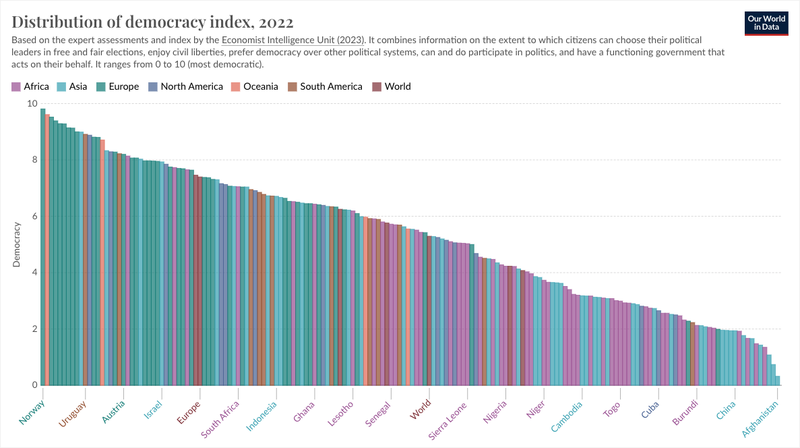 Distribution of democracy index, 2022
Our World
in Data
Based on the expert assessments and index by the Economist Intelligence Unit (2023). It combines information on the extent to which citizens can choose their political
leaders in free and fair elections, enjoy civil liberties, prefer democracy over other political systems, can and do participate in politics, and have a functioning government that
acts on their behalf. It ranges from 0 to 10 (most democratic).
Africa Asia Europe North America Oceania South America World
10
8
6
4
2
0
Democracy
Norway
Uruguay
Austria
Israel
Europe
South Africa
Indonesia
Ghana
Lesotho
Senegal
World
Sierra Leone
Nigeria
Niger
Cambodia
Togo
Cuba
Burundi
China
Afghanistan